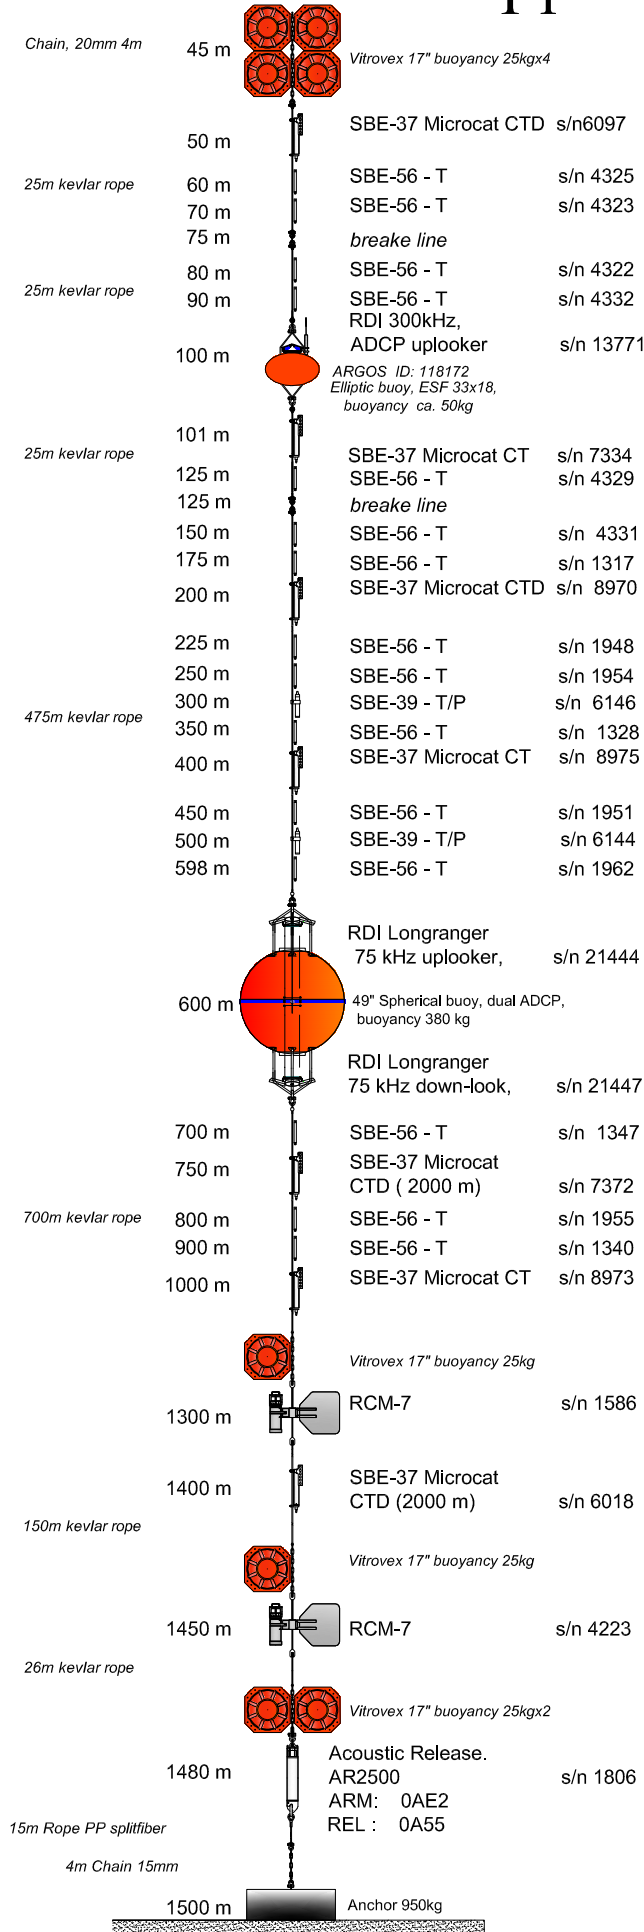 pp
Chain, 20mm 4m
45 m
Vitrovex 17" buoyancy 25kgx4
50 m
SBE-37 Microcat CTD s/n6097
25m kevlar rope
60 m
SBE-56 - T s/n 4325
70 m
SBE-56 - T s/n 4323
75 m
breake line
80 m
SBE-56 - T s/n 4322
25m kevlar rope
90 m
SBE-56 - T s/n 4332
RDI 300kHz,
100 m
ADCP uplooker s/n 13771
ARGOS ID: 118172
Elliptic buoy, ESF 33x18,
buoyancy ca. 50kg
101 m
25m kevlar rope
SBE-37 Microcat CT s/n 7334
125 m
SBE-56 - T s/n 4329
125 m
breake line
150 m
SBE-56 - T s/n 4331
175 m
SBE-56 - T s/n 1317
200 m
SBE-37 Microcat CTD s/n 8970
225 m
SBE-56 - T s/n 1948
250 m
SBE-56 - T s/n 1954
300 m
SBE-39 - T/P s/n 6146
475m kevlar rope
350 m
SBE-56 - T s/n 1328
400 m
SBE-37 Microcat CT s/n 8975
450 m
SBE-56 - T s/n 1951
500 m
SBE-39 - T/P s/n 6144
598 m
SBE-56 - T s/n 1962
RDI Longranger
75 kHz uplooker, s/n 21444
600 m
49" Spherical buoy, dual ADCP,
buoyancy 380 kg
RDI Longranger
75 kHz down-look, s/n 21447
700 m
SBE-56 - T s/n 1347
750 m
SBE-37 Microcat
CTD ( 2000 m) s/n 7372
700m kevlar rope
800 m
SBE-56 - T s/n 1955
900 m
SBE-56 - T s/n 1340
1000 m
SBE-37 Microcat CT s/n 8973
Vitrovex 17" buoyancy 25kg
1300 m
RCM-7 s/n 1586
1400 m
SBE-37 Microcat
CTD (2000 m) s/n 6018
150m kevlar rope
Vitrovex 17" buoyancy 25kg
1450 m
RCM-7 s/n 4223
26m kevlar rope
Vitrovex 17" buoyancy 25kgx2
Acoustic Release.
1480 m
AR2500 s/n 1806
ARM: 0AE2
REL : 0A55
15m Rope PP splitfiber
4m Chain 15mm
1500 m
Anchor 950kg